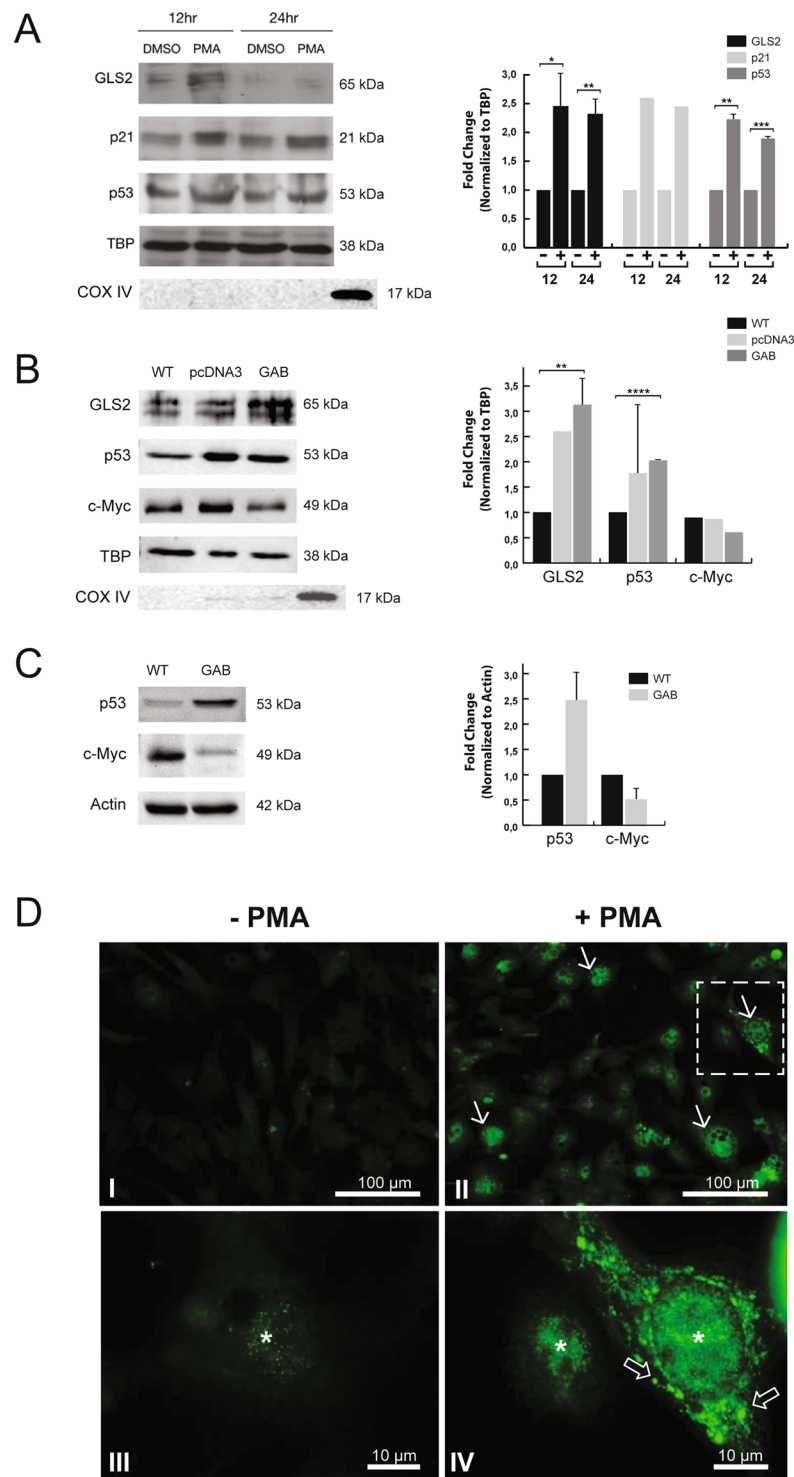 A
12hr 24hr
DMSO PMA DMSO PMA
GLS2 65 kDa
p21 21 kDa
p53 53 kDa
TBP 38 kDa
COX IV 17 kDa
GLS2
p21
p53
Fold Change
(Normalized to TBP)
3,0
2,5
2,0
1,5
1,0
0,5
0,0
* ** ** ***
- + - + - + - + - + - +
12 24 12 24 12 24
B
WT pcDNA3 GAB
GLS2 65 kDa
p53 53 kDa
c-Myc 49 kDa
TBP 38 kDa
COX IV 17 kDa
WT
pcDNA3
GAB
Fold Change
(Normalized to TBP)
3,5
3,0
2,5
2,0
1,5
1,0
0,5
0,0
** ****
GLS2 p53 c-Myc
C
WT GAB
p53 53 kDa
c-Myc 49 kDa
Actin 42 kDa
WT
GAB
Fold Change
(Normalized to Actin)
3,0
2,5
2,0
1,5
1,0
0,5
0,0
p53 c-Myc
D
- PMA + PMA
I 100 µm
II 100 µm
* * *
III 10 µm
IV 10 µm